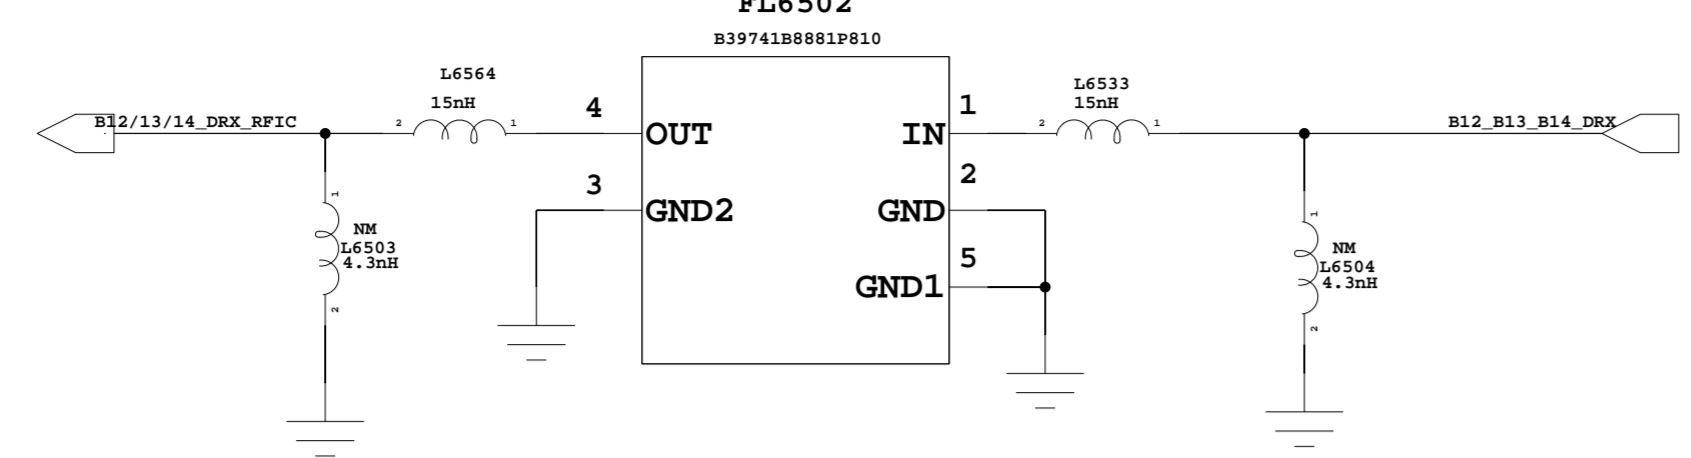 FL6502
B39741B8881P810
L6564
15nH
L6533
15nH
B12/13/14_DRX_RFIC
2
1
4
OUT
IN
1
2
1
B12_B13_B14_DRX
3
GND2
GND
2
1
NM
L6503
4.3nH
2
GND1
5
1
NM
L6504
4.3nH
2